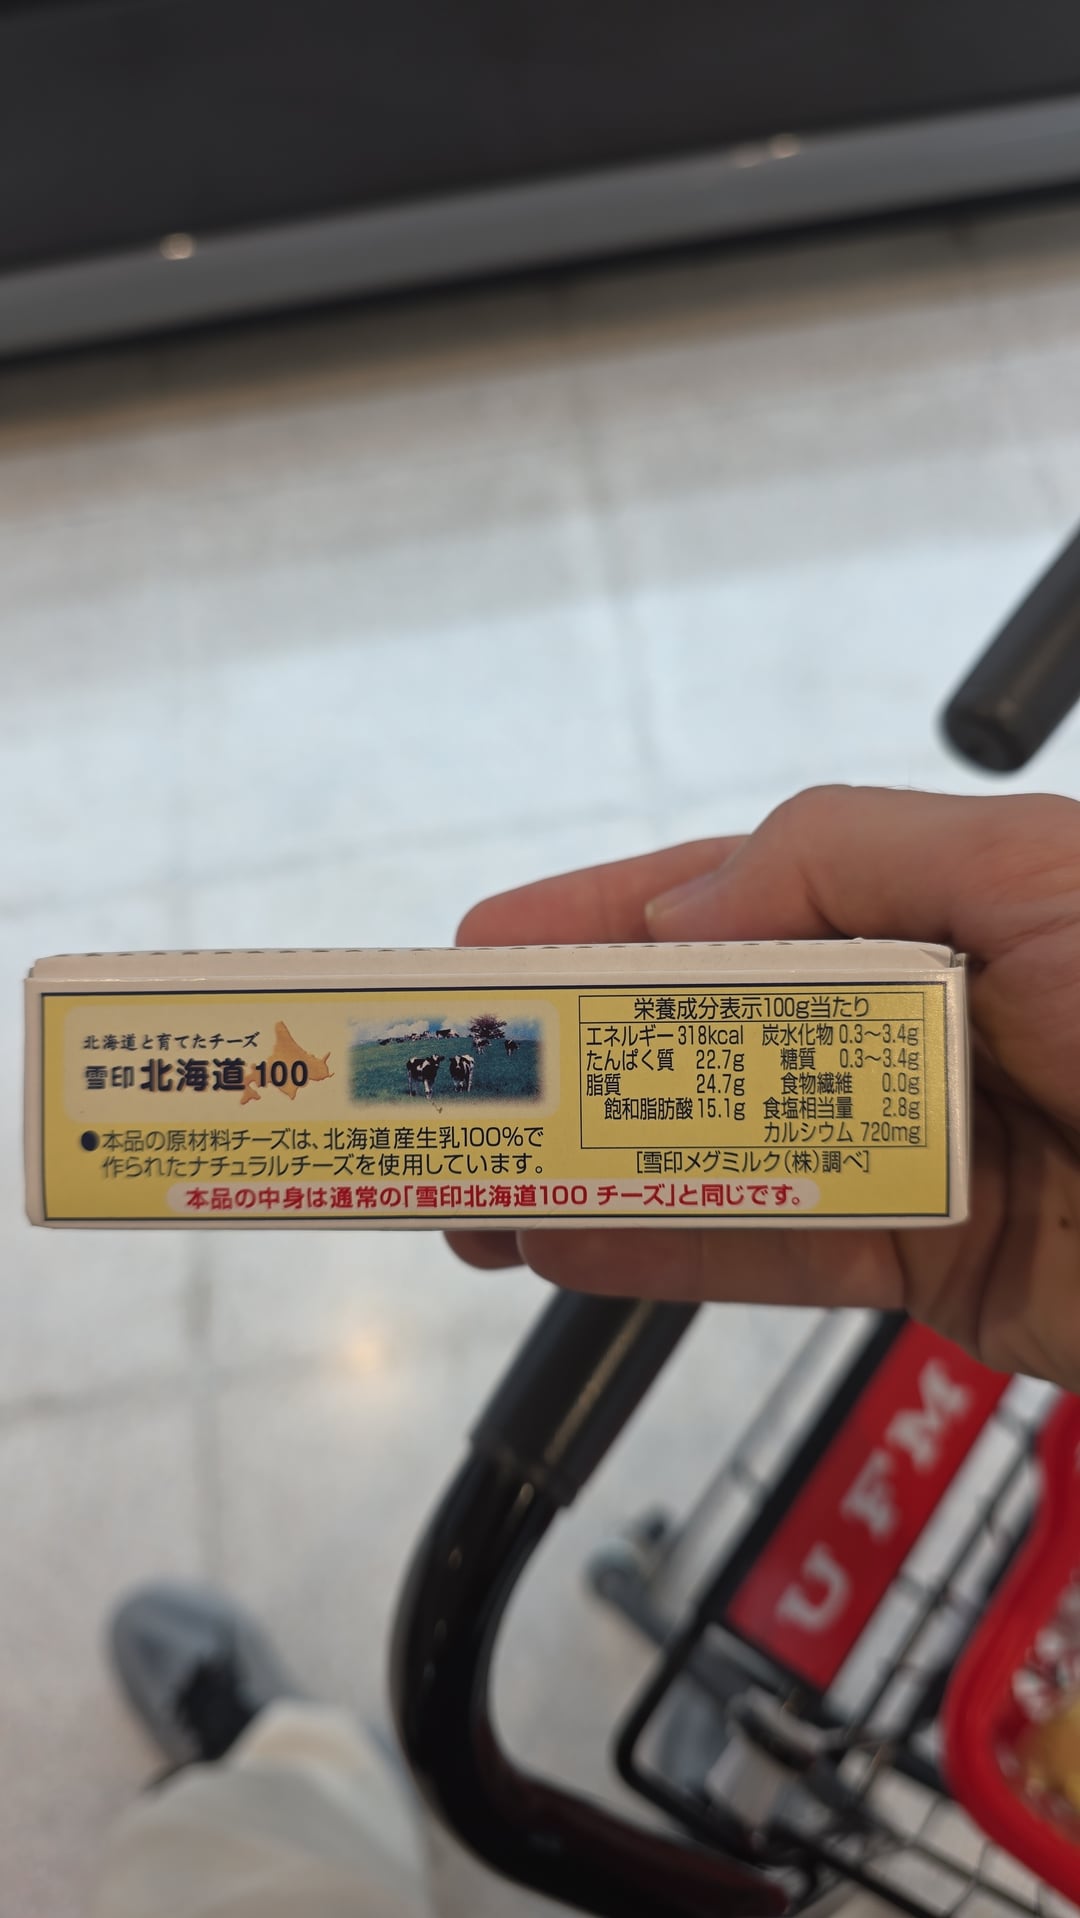 北海道と育てたチーズ
雪印 北海道100
●本品の原材料チーズは、北海道産生乳100%で
作られたナチュラルチーズを使用しています。
栄養成分表示100g当たり
エネルギー 318kcal 炭水化物 0.3〜3.4g
たんぱく質 22.7g 糖質 0.3〜3.4g
脂質 24.7g 食物繊維 0.0g
飽和脂肪酸 15.1g 食塩相当量 2.8g
カルシウム 720mg
[雪印メグミルク(株)調べ]
本品の中身は通常の「雪印北海道100 チーズ」と同じです。
UFM